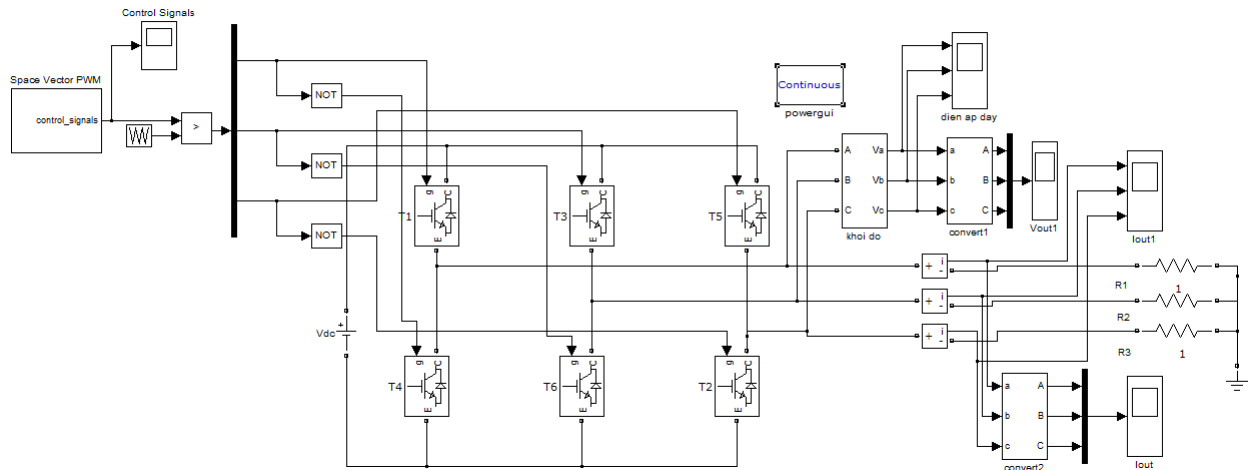 Control Signals
Space Vector PWM
control_signals
>
NOT
NOT
NOT
Continuous
powergui
dien ap day
A Va
B Vb
C Vc
khoi do
a A
b B
c C
convert1
Vout1
Iout1
g C
T1
E
g C
T3
E
g C
T5
E
+ i
-
R1
1
+ i
-
R2
+ i
-
R3
1
Vdc
+
g C
T4
E
g C
T6
E
g C
T2
E
a A
b B
c C
convert2
Iout